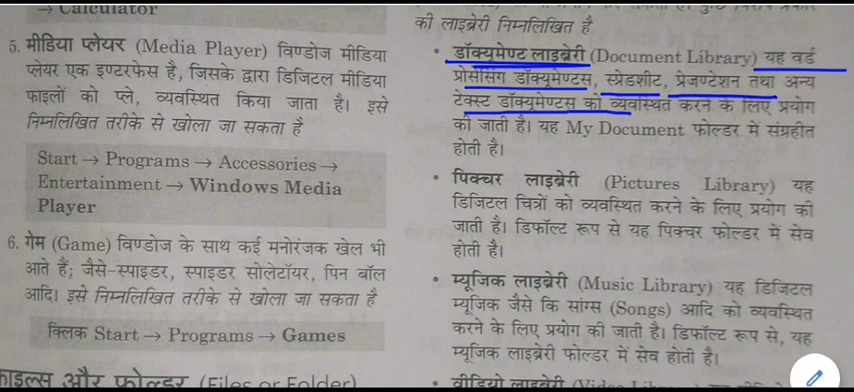 → Calculator
5. मीडिया प्लेयर (Media Player) विण्डोज मीडिया
प्लेयर एक इण्टरफेस है, जिसके द्वारा डिजिटल मीडिया
फाइलों को प्ले, व्यवस्थित किया जाता है। इसे
निम्नलिखित तरीके से खोला जा सकता है
Start → Programs → Accessories →
Entertainment → Windows Media
Player
6. गेम (Game) विण्डोज के साथ कई मनोरंजक खेल भी
आते हैं; जैसे-स्पाइडर, स्पाइडर सोलेटॉयर, पिन बॉल
आदि। इसे निम्नलिखित तरीके से खोला जा सकता है
क्लिक Start → Programs → Games
फाइल्स और फोल्डर (Files or Folder)
की लाइब्रेरी निम्नलिखित है
• डॉक्यूमेण्ट लाइब्रेरी (Document Library) यह वर्ड
प्रोसेसिंग डॉक्यूमेण्टस, स्प्रेडशीट, प्रेजण्टेशन तथा अन्य
टेक्स्ट डॉक्यूमेण्टस को व्यवस्थित करने के लिए प्रयोग
की जाती है। यह My Document फोल्डर में संग्रहीत
होती है।
• पिक्चर लाइब्रेरी (Pictures Library) यह
डिजिटल चित्रों को व्यवस्थित करने के लिए प्रयोग की
जाती है। डिफॉल्ट रूप से यह पिक्चर फोल्डर में सेव
होती है।
• म्यूजिक लाइब्रेरी (Music Library) यह डिजिटल
म्यूजिक जैसे कि सांग्स (Songs) आदि को व्यवस्थित
करने के लिए प्रयोग की जाती है। डिफॉल्ट रूप से, यह
म्यूजिक लाइब्रेरी फोल्डर में सेव होती है।
• वीडियो लाइब्रेरी